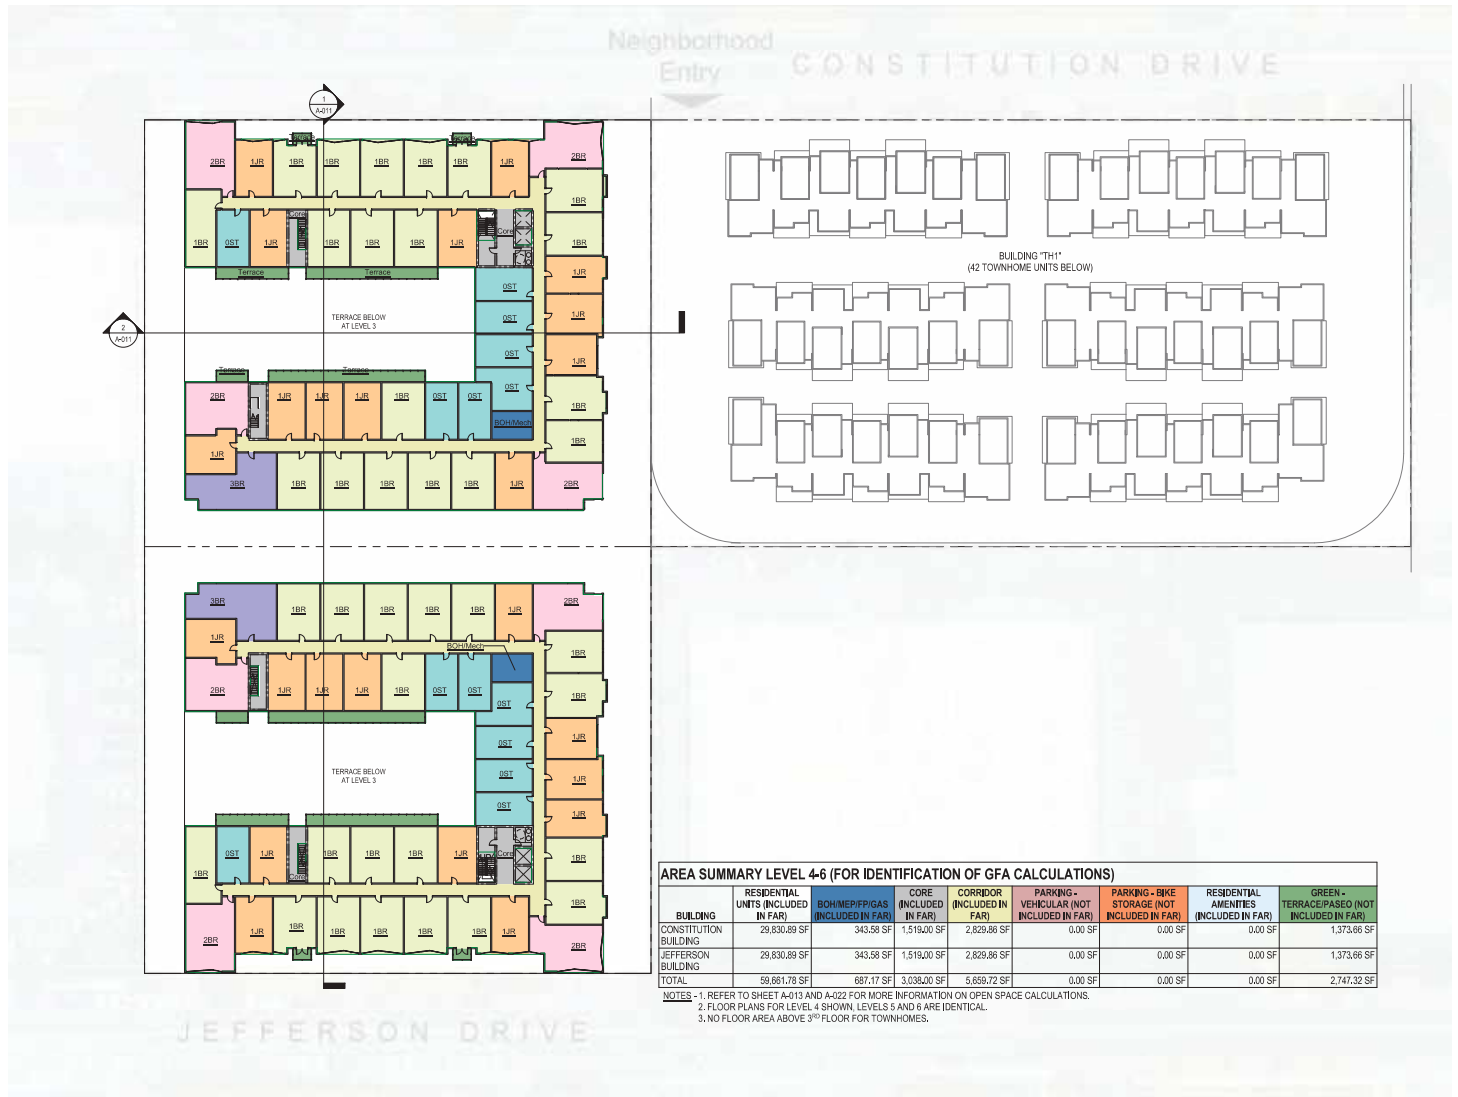 Neighborhood
Entry
CONSTITUTION DRIVE
1
A-011
2BR 1JR 1BR 1BR 1BR 1BR 1BR 1JR 2BR
1BR
Core
1BR 0ST 1JR 1BR 1BR 1BR 1JR Core 1BR
Terrace Terrace
1JR
0ST
TERRACE BELOW
AT LEVEL 3
0ST 1JR
2
A-011
0ST 1JR
Terrace Terrace
0ST
2BR 1JR 1JR 1JR 1BR 0ST 0ST 1BR
BOH/Mech
1BR
1JR
3BR 1BR 1BR 1BR 1BR 1BR 1JR 2BR
BUILDING "TH1"
(42 TOWNHOME UNITS BELOW)
3BR 1BR 1BR 1BR 1BR 1BR 1JR 2BR
1JR
BOH/Mech
1BR
2BR 1JR 1JR 1JR 1BR 0ST 0ST 1BR
0ST
1JR
0ST
TERRACE BELOW
AT LEVEL 3
0ST 1JR
0ST 1JR
1BR 0ST 1JR 1BR 1BR 1BR 1JR Core 1BR
Core
1BR
2BR 1JR 1BR 1BR 1BR 1BR 1BR 1JR 2BR
JEFFERSON DRIVE
AREA SUMMARY LEVEL 4-6 (FOR IDENTIFICATION OF GFA CALCULATIONS)
BUILDING RESIDENTIAL UNITS (INCLUDED IN FAR) BOH/MEP/FP/GAS (INCLUDED IN FAR) CORE (INCLUDED IN FAR) CORRIDOR (INCLUDED IN FAR) PARKING - VEHICULAR (NOT INCLUDED IN FAR) PARKING - BIKE STORAGE (NOT INCLUDED IN FAR) RESIDENTIAL AMENITIES (INCLUDED IN FAR) GREEN - TERRACE/PASEO (NOT INCLUDED IN FAR)
CONSTITUTION BUILDING 29,830.89 SF 343.58 SF 1,519.00 SF 2,829.86 SF 0.00 SF 0.00 SF 0.00 SF 1,373.66 SF
JEFFERSON BUILDING 29,830.89 SF 343.58 SF 1,519.00 SF 2,829.86 SF 0.00 SF 0.00 SF 0.00 SF 1,373.66 SF
TOTAL 59,661.78 SF 687.17 SF 3,038.00 SF 5,659.72 SF 0.00 SF 0.00 SF 0.00 SF 2,747.32 SF
NOTES - 1. REFER TO SHEET A-013 AND A-022 FOR MORE INFORMATION ON OPEN SPACE CALCULATIONS.
2. FLOOR PLANS FOR LEVEL 4 SHOWN, LEVELS 5 AND 6 ARE IDENTICAL.
3. NO FLOOR AREA ABOVE 3RD FLOOR FOR TOWNHOMES.